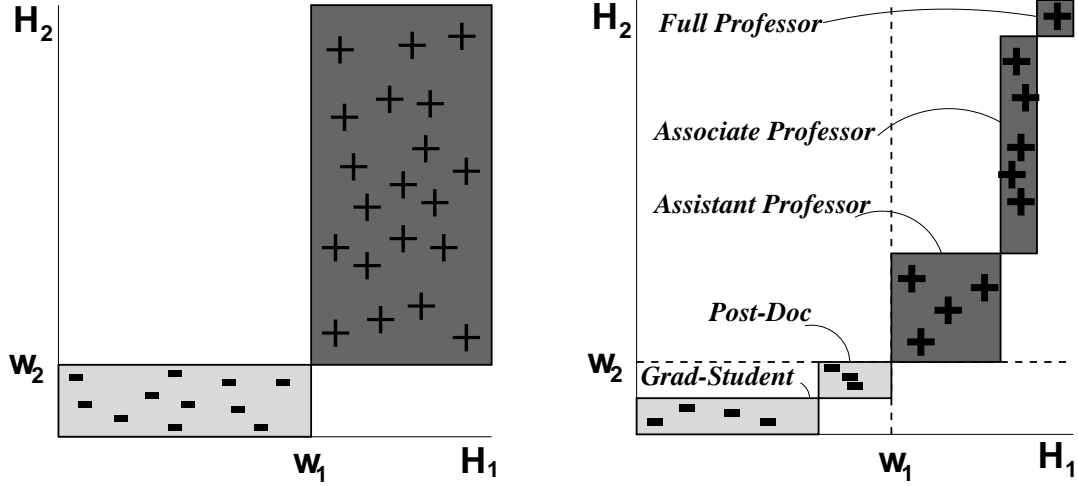 H2
W2
W1
H1
Full Professor
H2
Associate Professor
Assistant Professor
Post-Doc
W2
Grad-Student
W1
H1